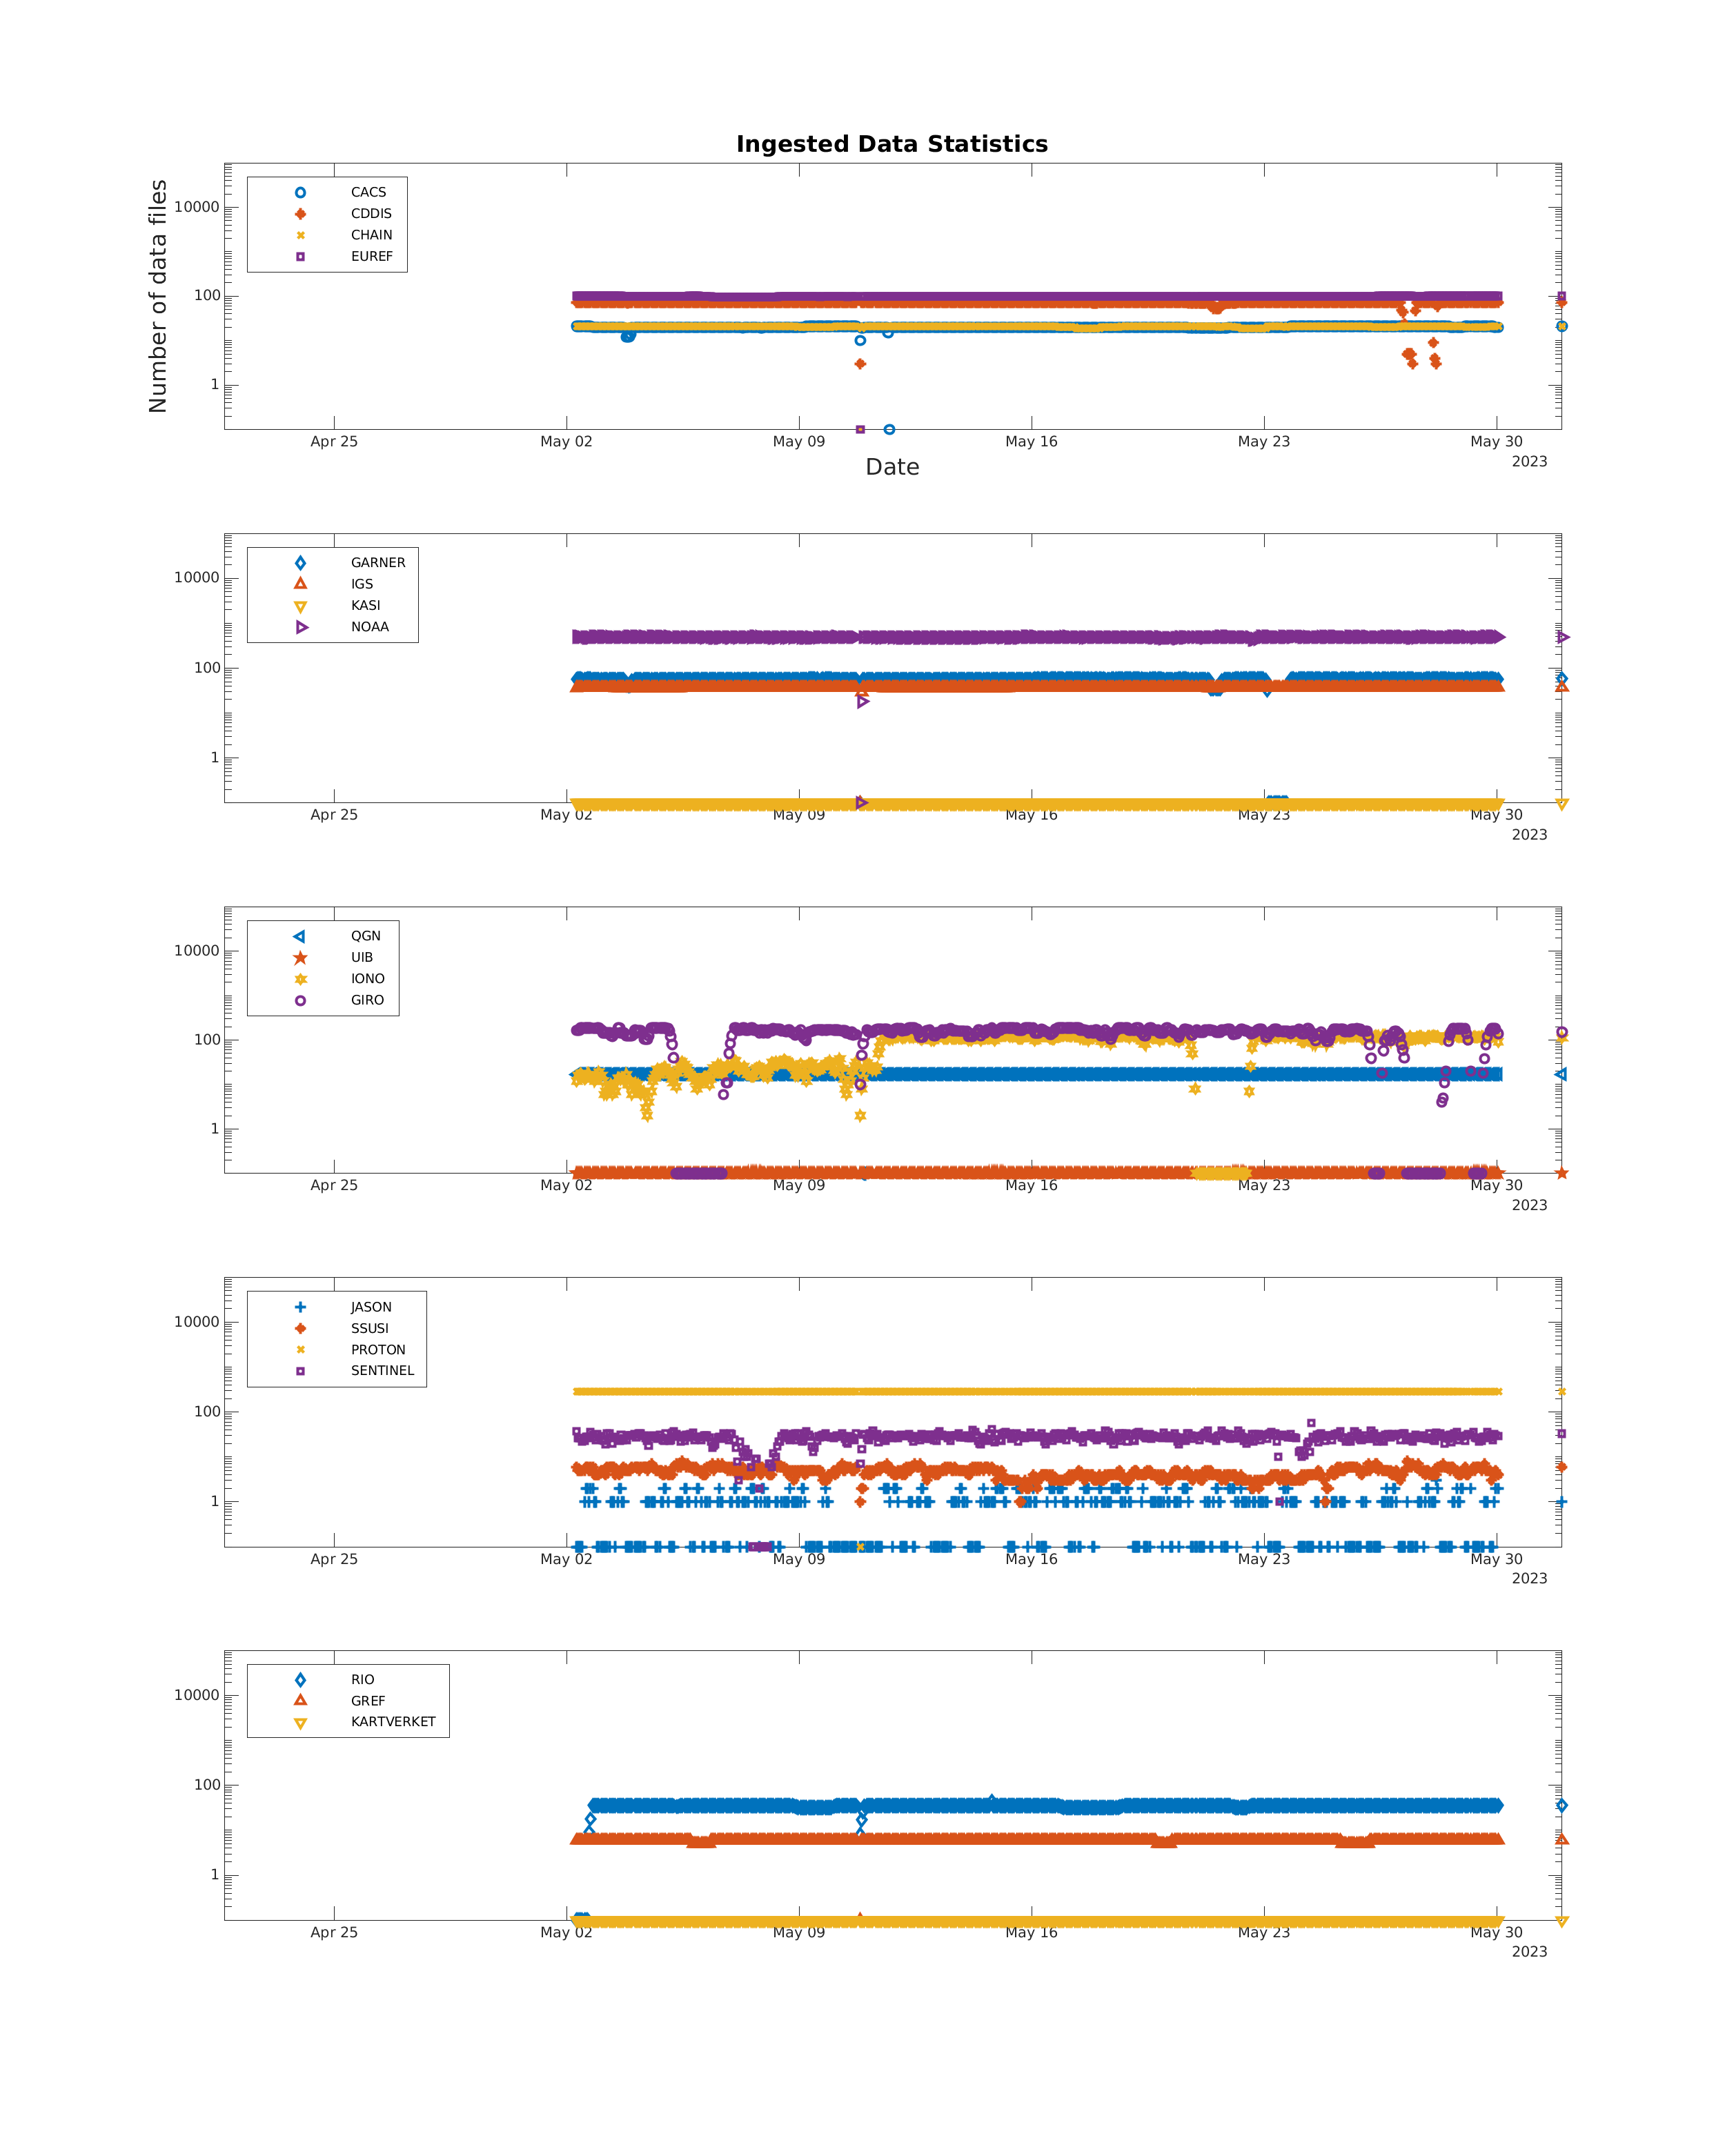 Ingested Data Statistics
Number of data files
CACS
CDDIS
CHAIN
EUREF
10000
100
1
Apr 25 May 02 May 09 May 16 May 23 May 30
2023
Date
GARNER
IGS
KASI
NOAA
10000
100
1
Apr 25 May 02 May 09 May 16 May 23 May 30
2023
QGN
UIB
IONO
GIRO
10000
100
1
Apr 25 May 02 May 09 May 16 May 23 May 30
2023
JASON
SSUSI
PROTON
SENTINEL
10000
100
1
Apr 25 May 02 May 09 May 16 May 23 May 30
2023
RIO
GREF
KARTVERKET
10000
100
1
Apr 25 May 02 May 09 May 16 May 23 May 30
2023